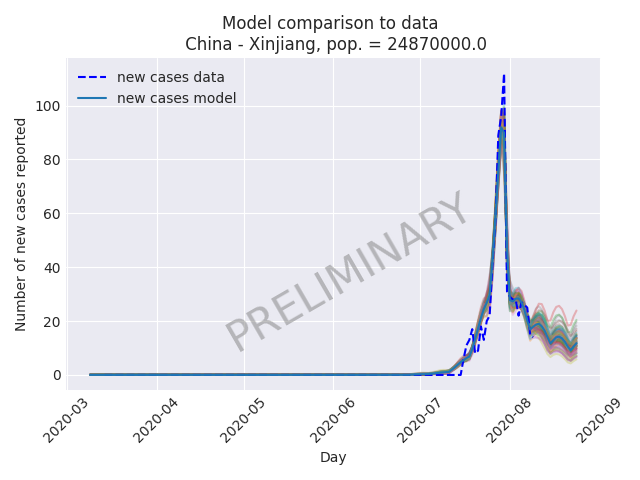 Model comparison to data
China - Xinjiang, pop. = 24870000.0
new cases data
new cases model
PRELIMINARY
Number of new cases reported
100
80
60
40
20
0
2020-03
2020-04
2020-05
2020-06
2020-07
2020-08
2020-09
Day